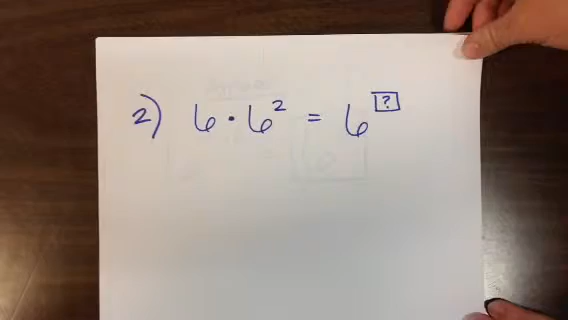 2) 6 · 6² = 6^[?]